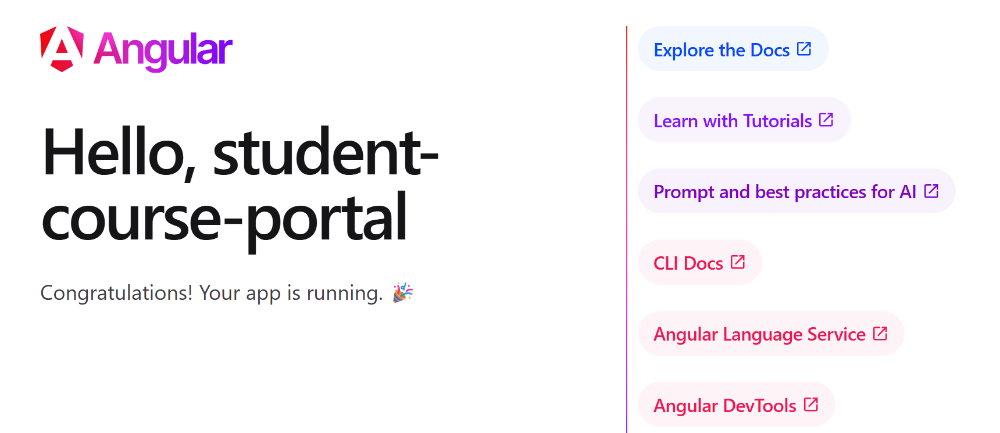 Angular
Hello, student-
course-portal
Congratulations! Your app is running. 🎉
Explore the Docs
Learn with Tutorials
Prompt and best practices for AI
CLI Docs
Angular Language Service
Angular DevTools